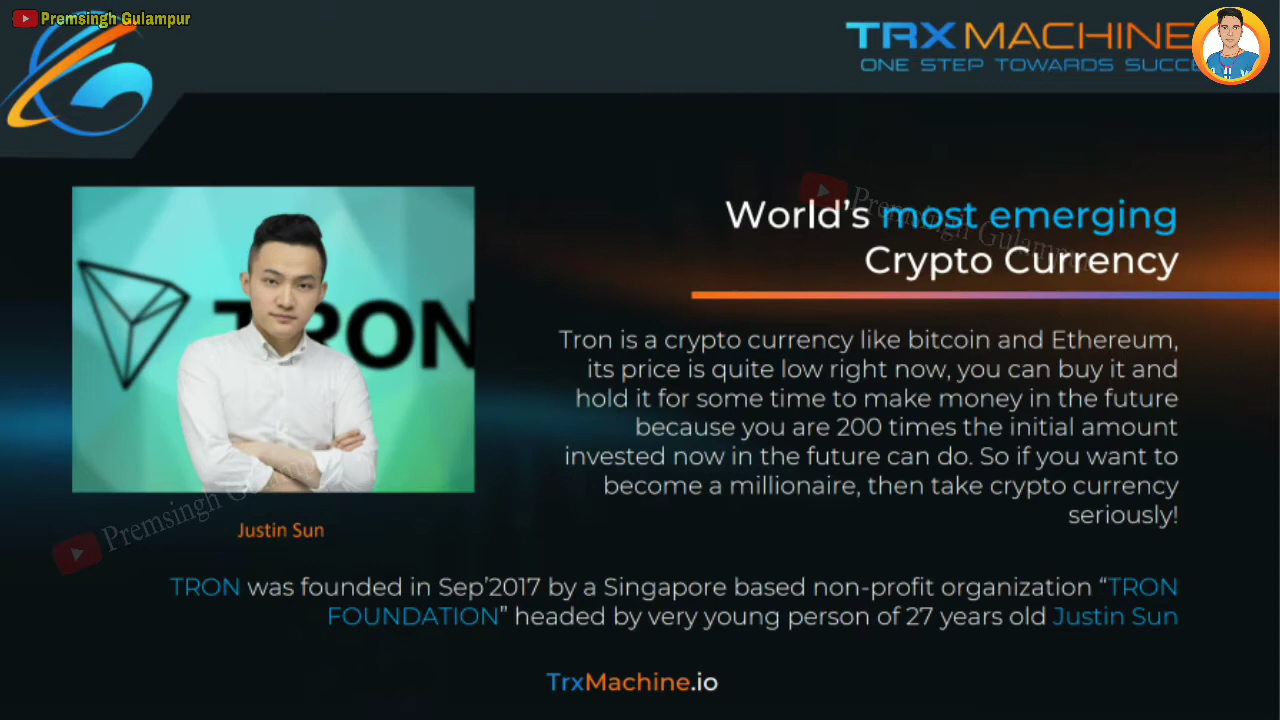 Premsingh Gulampur
TRX MACHINE
ONE STEP TOWARDS SUCCE
World's most emerging
Crypto Currency
TRON
Tron is a crypto currency like bitcoin and Ethereum,
its price is quite low right now, you can buy it and
hold it for some time to make money in the future
because you are 200 times the initial amount
invested now in the future can do. So if you want to
become a millionaire, then take crypto currency
seriously!
Premsingh Gulampur
Premsingh G
Justin Sun
TRON was founded in Sep'2017 by a Singapore based non-profit organization “TRON
FOUNDATION” headed by very young person of 27 years old Justin Sun
TrxMachine.io